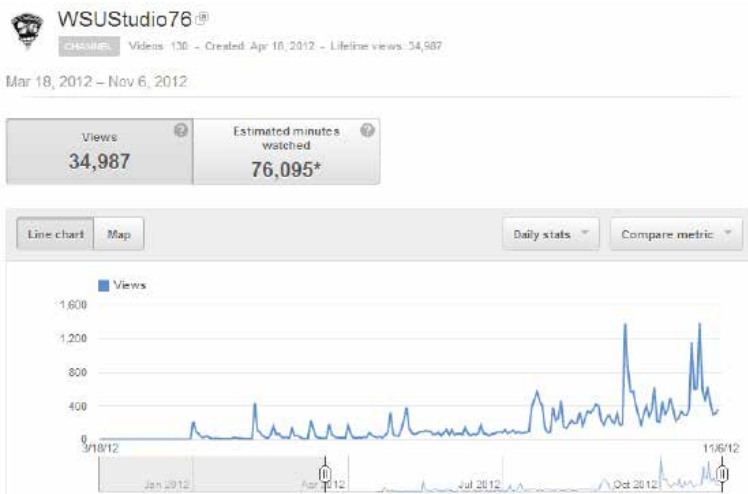 WSUStudio76
CHANNEL Videos: 130 - Created: Apr 18, 2012 - Lifetime views: 34,987
Mar 18, 2012 – Nov 6, 2012
Views
34,987
Estimated minutes
watched
76,095*
Line chart
Map
Daily stats
Compare metric
Views
1,600
1,200
800
400
0
3/18/12
11/6/12
Jan 2012
Apr 2012
Jul 2012
Oct 2012